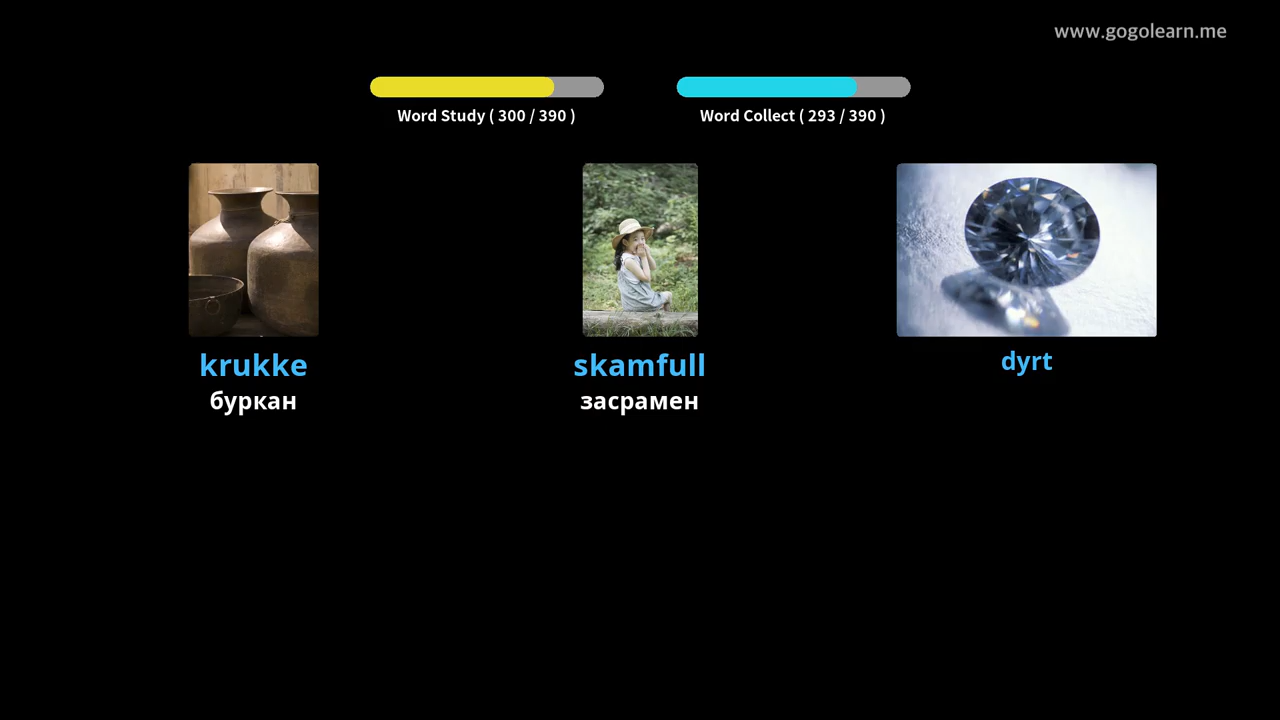 www.gogolearn.me
Word Study ( 300 / 390 )
Word Collect ( 293 / 390 )
krukke
буркан
skamfull
засрамен
dyrt